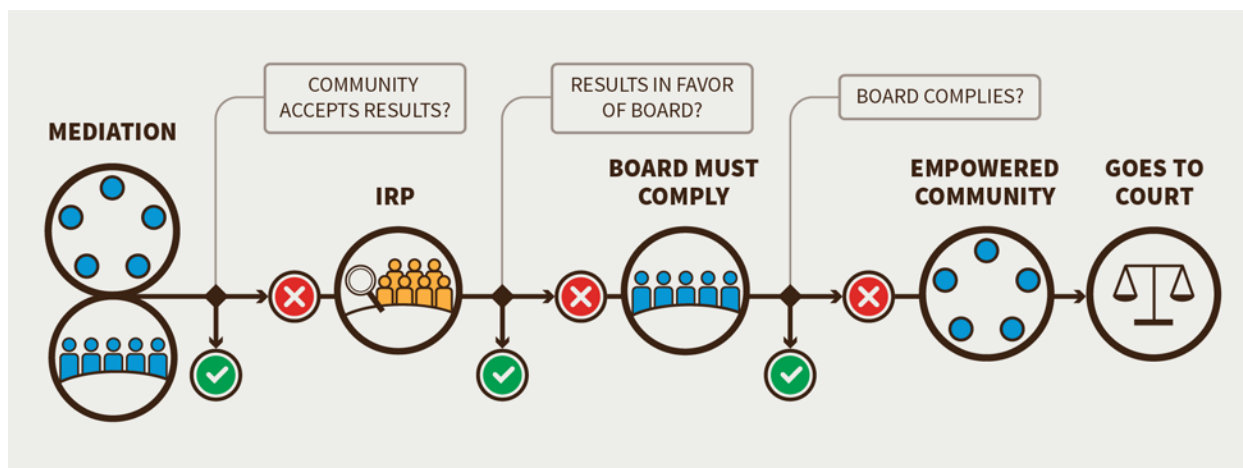 COMMUNITY
ACCEPTS RESULTS?
RESULTS IN FAVOR
OF BOARD?
BOARD COMPLIES?
MEDIATION
IRP
BOARD MUST
COMPLY
EMPOWERED
COMMUNITY
GOES TO
COURT